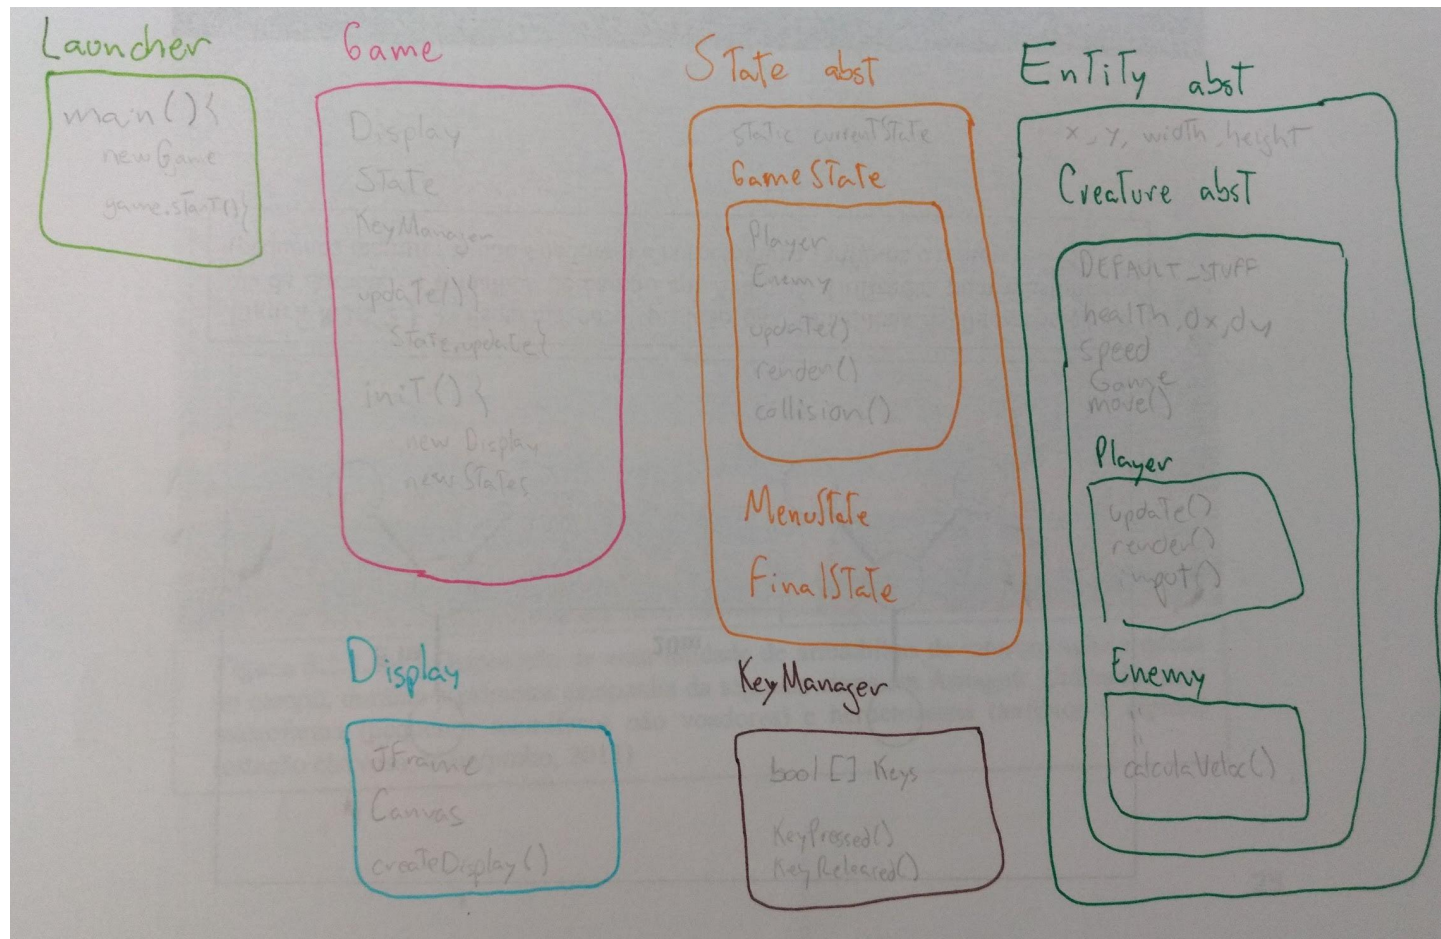 Launcher
main(){
newGame
game.start(){
Game
Display
State
KeyManager
update(){
State.update{
init(){
new Display
new States
State abst
static currentState
GameState
Player
Enemy
update()
render()
collision()
MenuState
FinalState
Entity abst
x, y, width, height
Creature abst
DEFAULT_STUFF
health, dx, dy
speed
Game
move()
Player
update()
render()
input()
Enemy
calculaVeloc()
Display
JFrame
Canvas
createDisplay()
KeyManager
bool [] Keys
KeyPressed()
KeyReleased()